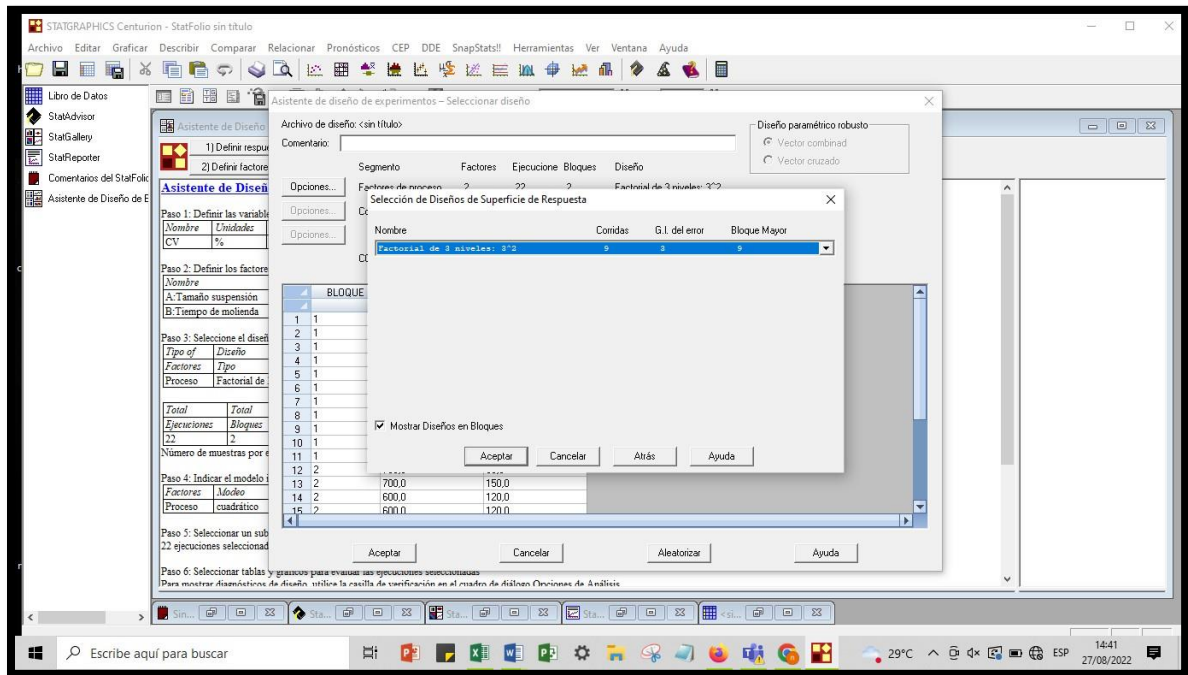 STATGRAPHICS Centurion - StatFolio sin título
Archivo Editar Graficar Describir Comparar Relacionar Pronósticos CEP DDE SnapStats!! Herramientas Ver Ventana Ayuda
Libro de Datos
StatAdvisor
StatGallery
StatReporter
Comentarios del StatFolio
Asistente de Diseño de E
Asistente de Diseño
1) Definir respue
2) Definir factore
Asistente de Diseñ
Paso 1: Definir las variable
Nombre Unidades
CV %
Paso 2: Definir los factore
Nombre
A:Tamaño suspensión
B:Tiempo de molienda
Paso 3: Seleccione el diseñ
Tipo of Diseño
Factores Tipo
Proceso Factorial de
Total Total
Ejecuciones Bloques
22 2
Número de muestras por e
Paso 4: Indicar el modelo i
Factores Modeo
Proceso cuadrático
Paso 5: Seleccionar un sub
22 ejecuciones seleccionad
Paso 6: Seleccionar tablas y gráficos para evaluar las ejecuciones seleccionadas
Para mostrar diagnósticos de diseño, utilice la casilla de verificación en el cuadro de diálogo Opciones de Análisis
Asistente de diseño de experimentos – Seleccionar diseño
Archivo de diseño: <sin título>
Comentario:
Diseño paramétrico robusto
Vector combinad
Vector cruzado
Segmento Factores Ejecucione Bloques Diseño
Opciones... Factores de proceso 2 22 2 Factorial de 3 niveles: 3^2
Opciones...
Opciones...
BLOQUE
1 1
2 1
3 1
4 1
5 1
6 1
7 1
8 1
9 1
10 1
11 1
12 2
13 2 700,0 150,0
14 2 600,0 120,0
15 2 600,0 120,0
Aceptar Cancelar Aleatorizar Ayuda
Selección de Diseños de Superficie de Respuesta
Nombre Corridas G.l. del error Bloque Mayor
Factorial de 3 niveles: 3^2 9 3 9
Mostrar Diseños en Bloques
Aceptar Cancelar Atrás Ayuda
Sin... Sta... Sta... Sta... <si...
Escribe aquí para buscar
29°C ESP 14:41
27/08/2022